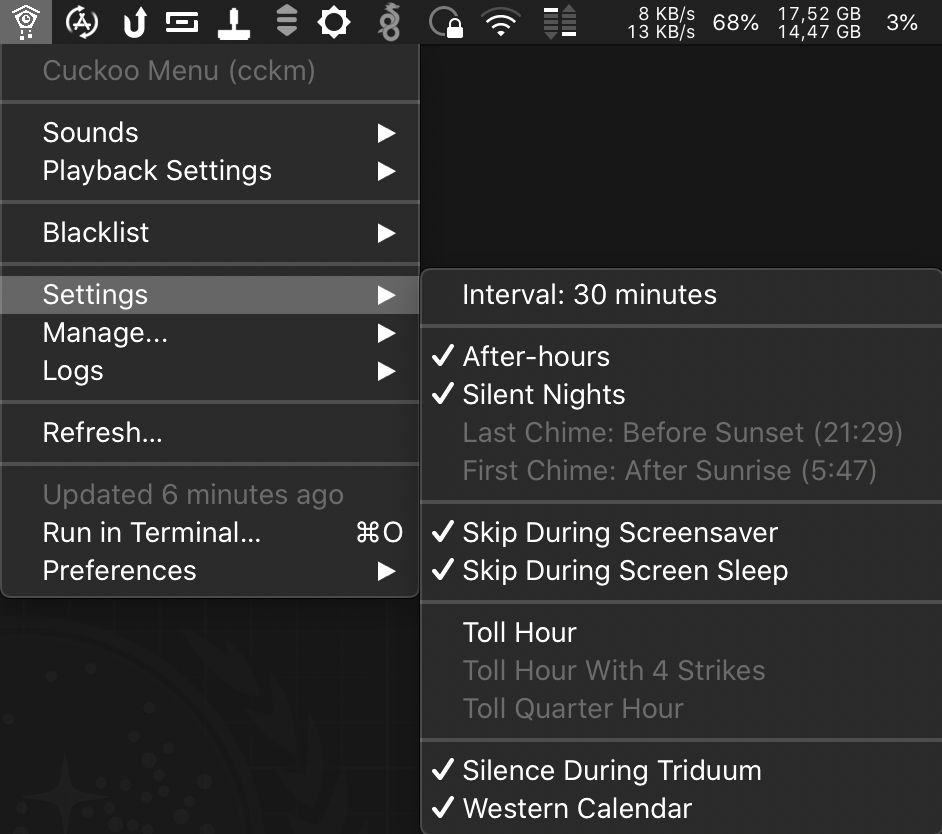 8 KB/s
13 KB/s
68%
17,52 GB
14,47 GB
3%
Cuckoo Menu (cckm)
Sounds
Playback Settings
Blacklist
Settings
Manage...
Logs
Refresh...
Updated 6 minutes ago
Run in Terminal... ⌘O
Preferences
Interval: 30 minutes
After-hours
Silent Nights
Last Chime: Before Sunset (21:29)
First Chime: After Sunrise (5:47)
Skip During Screensaver
Skip During Screen Sleep
Toll Hour
Toll Hour With 4 Strikes
Toll Quarter Hour
Silence During Triduum
Western Calendar